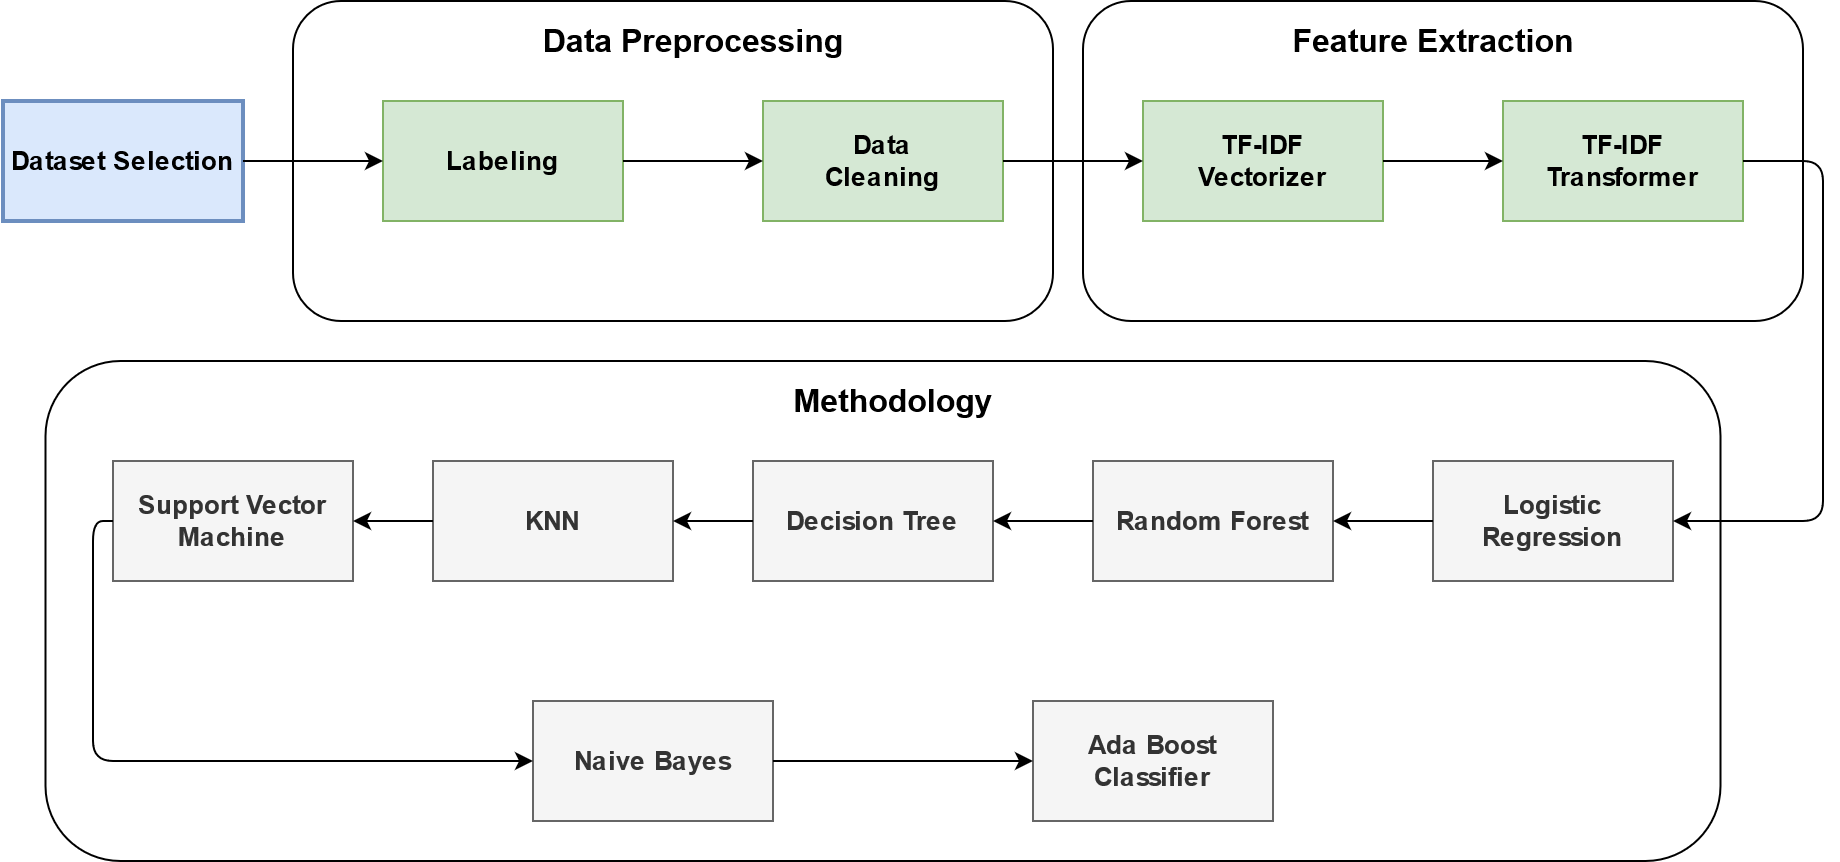 Data Preprocessing
Feature Extraction
Dataset Selection
Labeling
Data
Cleaning
TF-IDF
Vectorizer
TF-IDF
Transformer
Methodology
Support Vector
Machine
KNN
Decision Tree
Random Forest
Logistic
Regression
Naive Bayes
Ada Boost
Classifier